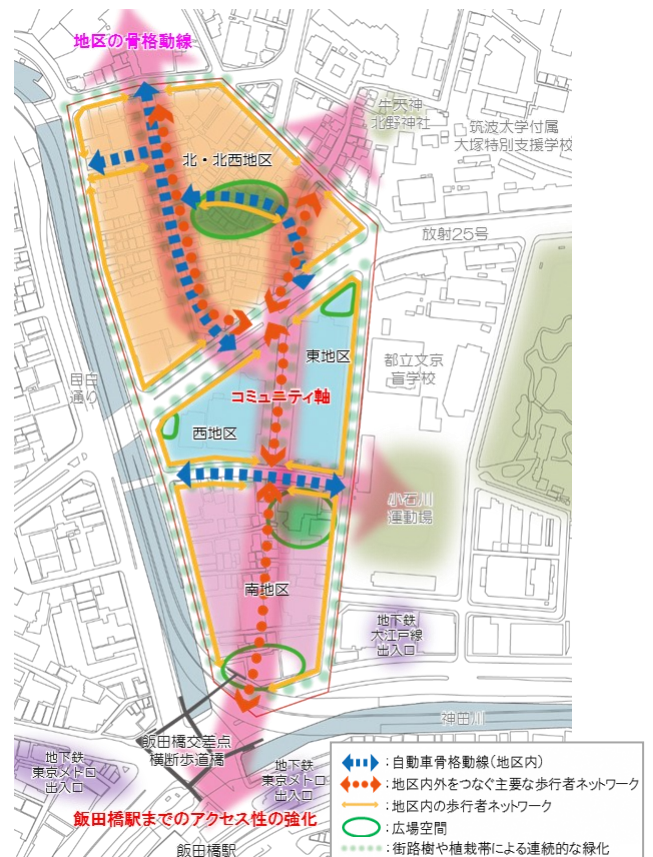 地区の骨格動線
牛天神
北野神社
筑波大学付属
大塚特別支援学校
北・北西地区
放射25号
目白
通り
東地区
都立文京
盲学校
コミュニティ軸
西地区
小石川
運動場
南地区
地下鉄
大江戸線
出入口
神田川
飯田橋交差点
横断歩道橋
地下鉄
東京メトロ
出入口
地下鉄
東京メトロ
出入口
飯田橋駅までのアクセス性の強化
飯田橋駅
:自動車骨格動線(地区内)
:地区内外をつなぐ主要な歩行者ネットワーク
:地区内の歩行者ネットワーク
:広場空間
:街路樹や植栽帯による連続的な緑化